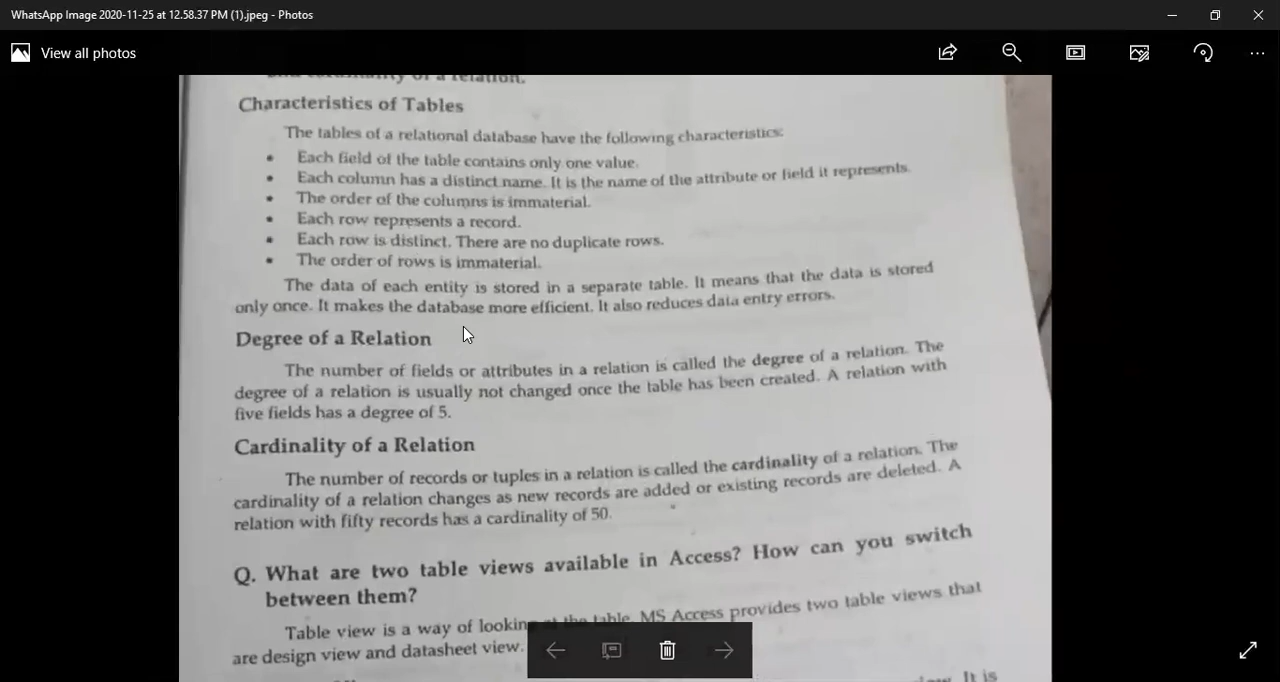 WhatsApp Image 2020-11-25 at 12.58.37 PM (1).jpeg - Photos
View all photos
of a relation.
Characteristics of Tables
The tables of a relational database have the following characteristics:
• Each field of the table contains only one value.
• Each column has a distinct name. It is the name of the attribute or field it represents.
• The order of the columns is immaterial.
• Each row represents a record.
• Each row is distinct. There are no duplicate rows.
• The order of rows is immaterial.
The data of each entity is stored in a separate table. It means that the data is stored
only once. It makes the database more efficient. It also reduces data entry errors.
Degree of a Relation
The number of fields or attributes in a relation is called the degree of a relation. The
degree of a relation is usually not changed once the table has been created. A relation with
five fields has a degree of 5.
Cardinality of a Relation
The number of records or tuples in a relation is called the cardinality of a relation. The
cardinality of a relation changes as new records are added or existing records are deleted. A
relation with fifty records has a cardinality of 50.
Q. What are two table views available in Access? How can you switch
between them?
Table view is a way of looking at the table. MS Access provides two table views that
are design view and datasheet view.
It is